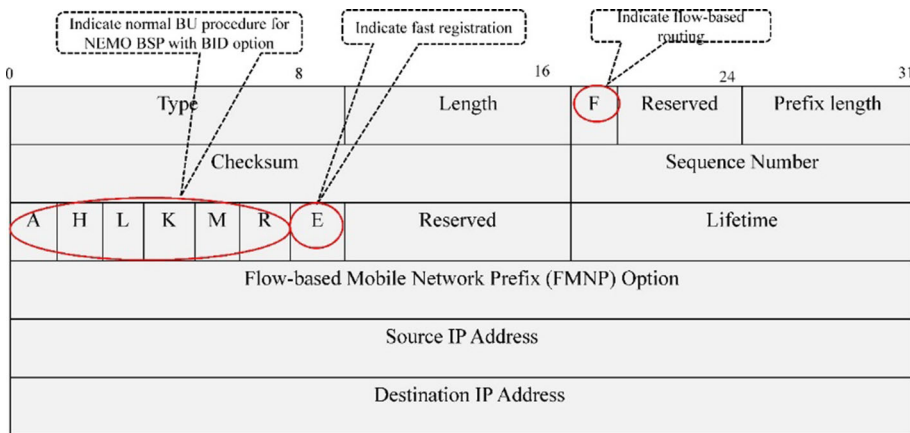 Indicate normal BU procedure for
NEMO BSP with BID option
Indicate fast registration
Indicate flow-based
routing
0 8 16 24 31
Type Length F Reserved Prefix length
Checksum Sequence Number
A H L K M R E Reserved Lifetime
Flow-based Mobile Network Prefix (FMNP) Option
Source IP Address
Destination IP Address